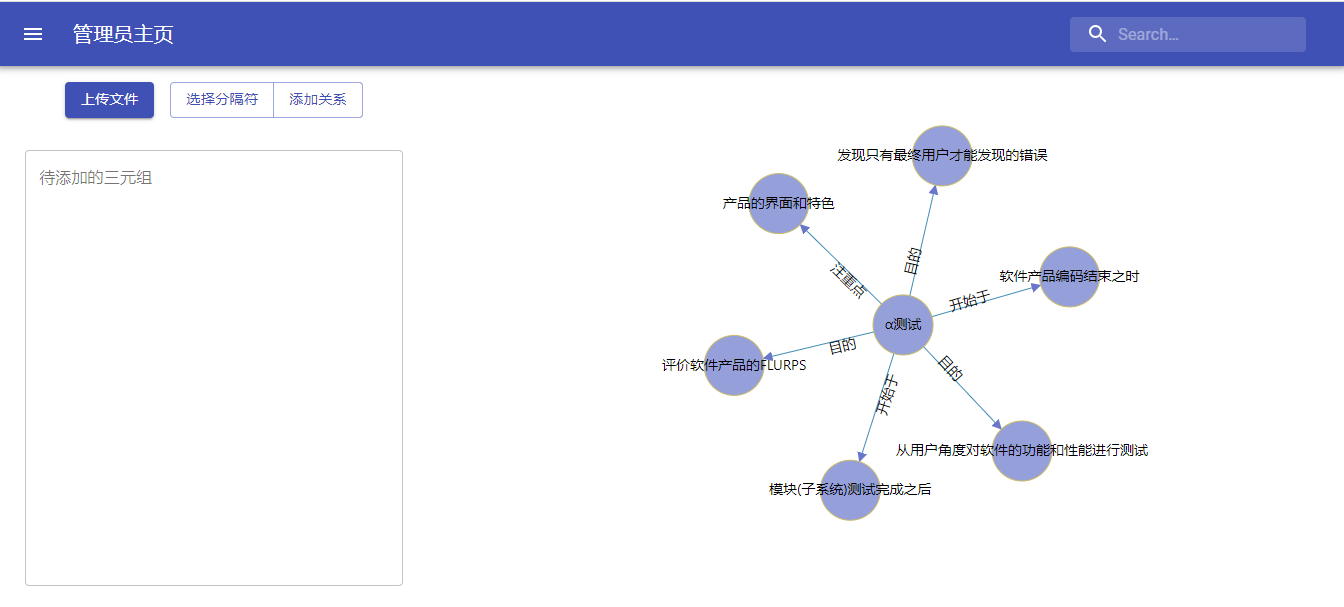 管理员主页
Search…
上传文件
选择分隔符
添加关系
待添加的三元组
发现只有最终用户才能发现的错误
产品的界面和特色
目的
注重点
软件产品编码结束之时
开始于
α测试
目的
评价软件产品的FLURPS
目的
开始于
从用户角度对软件的功能和性能进行测试
模块(子系统)测试完成之后